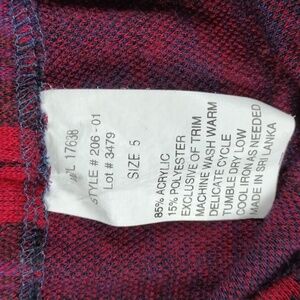 17638
STYLE # 206 - 01
Lot # 3479
SIZE 5
85% ACRYLIC
15% POLYESTER
EXCLUSIVE OF TRIM
MACHINE WASH WARM
DELICATE CYCLE
TUMBLE DRY LOW
COOL IRON AS NEEDED
MADE IN SRI LANKA